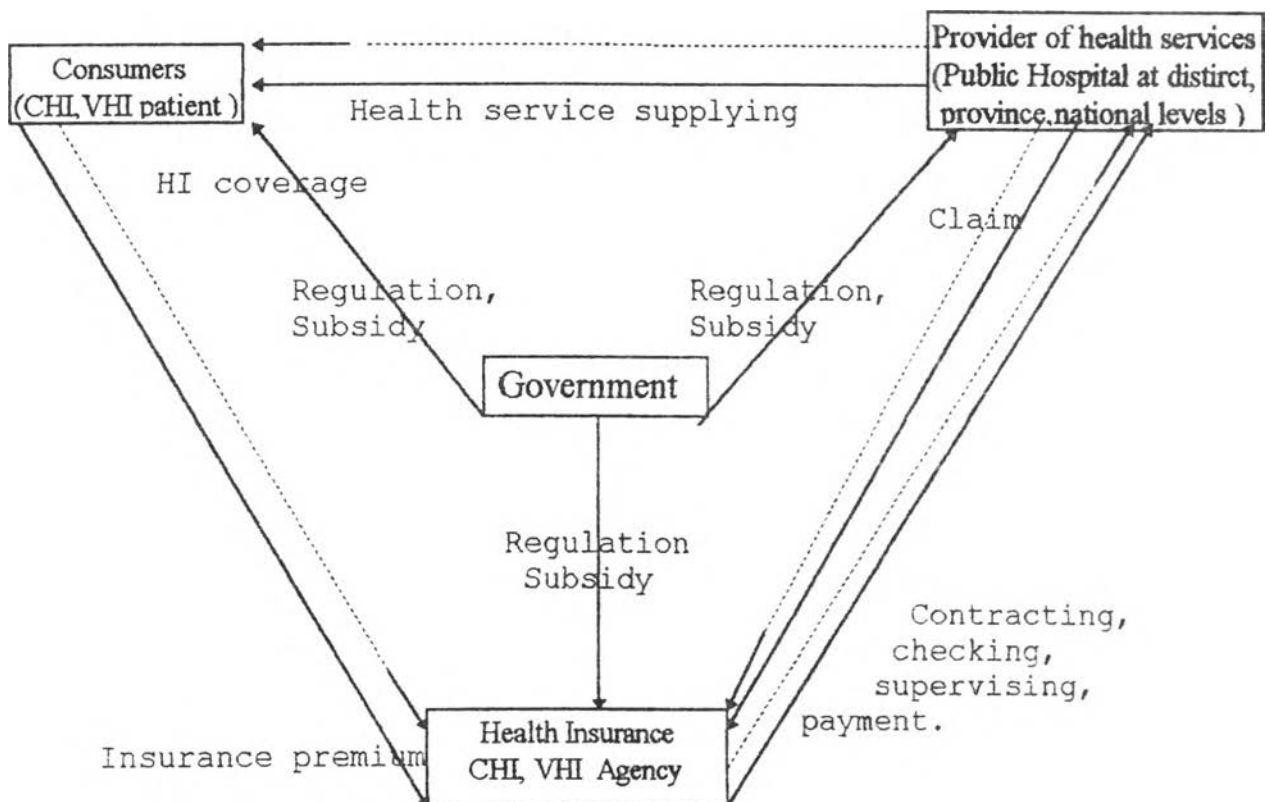 Consumers
(CHI, VHI patient )
Provider of health services
(Public Hospital at distirct,
province,national levels )
Health service supplying
HI coverage
Claim
Regulation,
Subsidy
Regulation,
Subsidy
Government
Regulation
Subsidy
Contracting,
checking,
supervising,
payment.
Insurance premium
Health Insurance
CHI, VHI Agency